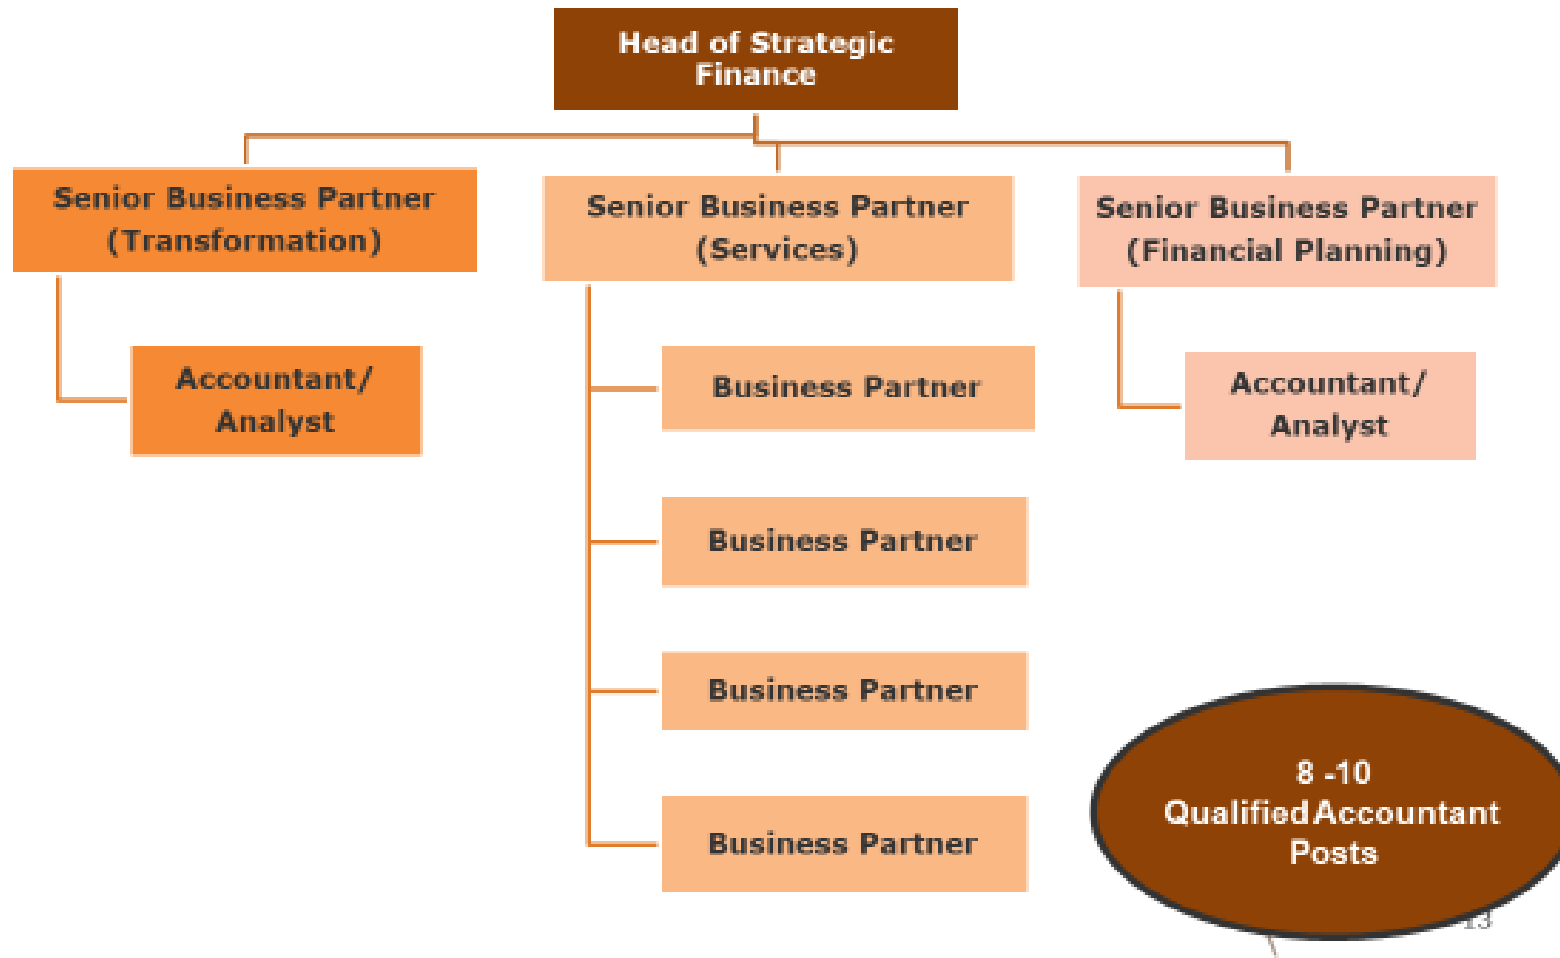 Head of Strategic
Finance
Senior Business Partner
(Transformation)
Senior Business Partner
(Services)
Senior Business Partner
(Financial Planning)
Accountant/
Analyst
Business Partner
Accountant/
Analyst
Business Partner
Business Partner
Business Partner
8 -10
Qualified Accountant
Posts
13